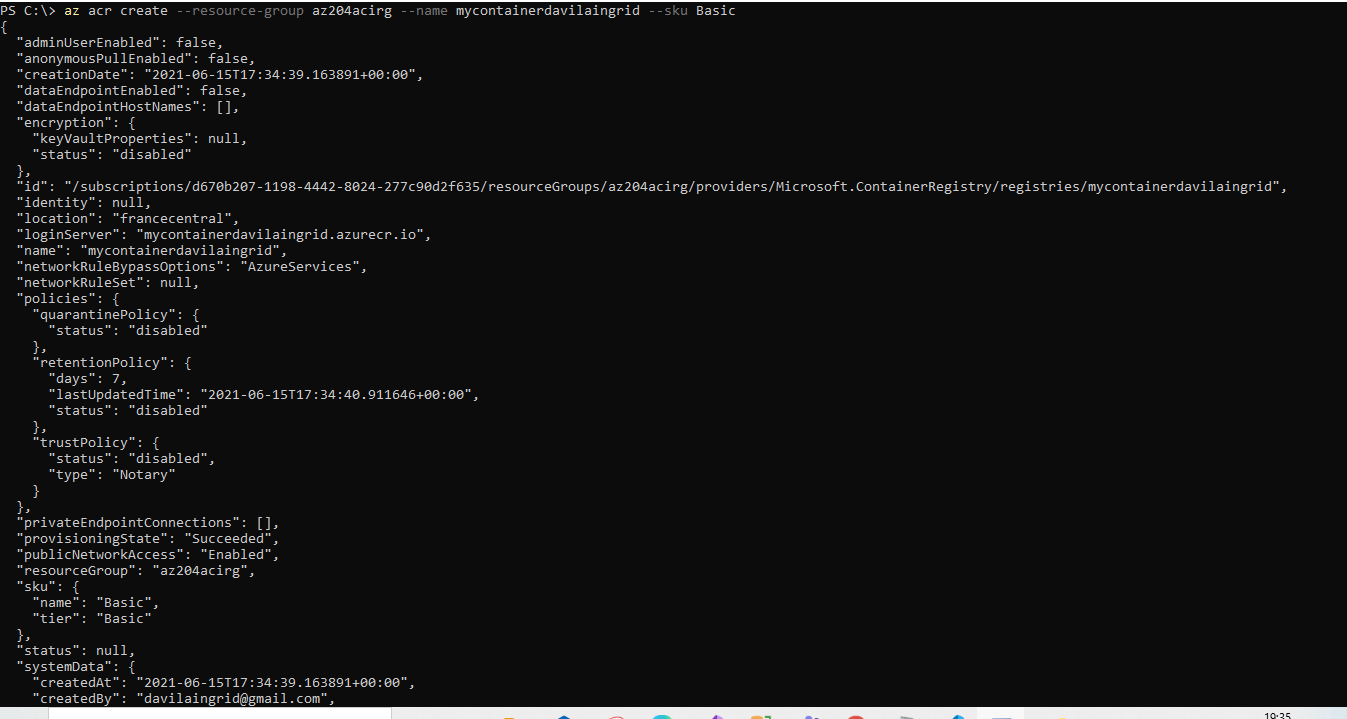 PS C:\> az acr create --resource-group az204acirg --name mycontainerdavilaingrid --sku Basic
{
  "adminUserEnabled": false,
  "anonymousPullEnabled": false,
  "creationDate": "2021-06-15T17:34:39.163891+00:00",
  "dataEndpointEnabled": false,
  "dataEndpointHostNames": [],
  "encryption": {
    "keyVaultProperties": null,
    "status": "disabled"
  },
  "id": "/subscriptions/d670b207-1198-4442-8024-277c90d2f635/resourceGroups/az204acirg/providers/Microsoft.ContainerRegistry/registries/mycontainerdavilaingrid",
  "identity": null,
  "location": "francecentral",
  "loginServer": "mycontainerdavilaingrid.azurecr.io",
  "name": "mycontainerdavilaingrid",
  "networkRuleBypassOptions": "AzureServices",
  "networkRuleSet": null,
  "policies": {
    "quarantinePolicy": {
      "status": "disabled"
    },
    "retentionPolicy": {
      "days": 7,
      "lastUpdatedTime": "2021-06-15T17:34:40.911646+00:00",
      "status": "disabled"
    },
    "trustPolicy": {
      "status": "disabled",
      "type": "Notary"
    }
  },
  "privateEndpointConnections": [],
  "provisioningState": "Succeeded",
  "publicNetworkAccess": "Enabled",
  "resourceGroup": "az204acirg",
  "sku": {
    "name": "Basic",
    "tier": "Basic"
  },
  "status": null,
  "systemData": {
    "createdAt": "2021-06-15T17:34:39.163891+00:00",
    "createdBy": "davilaingrid@gmail.com",
19:35